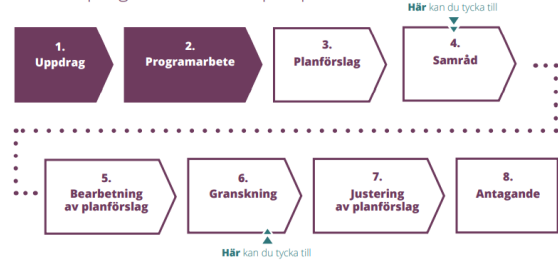 Här kan du tycka till
1.
Uppdrag
2.
Programarbete
3.
Planförslag
4.
Samråd
5.
Bearbetning
av planförslag
6.
Granskning
7.
Justering
av planförslag
8.
Antagande
Här kan du tycka till